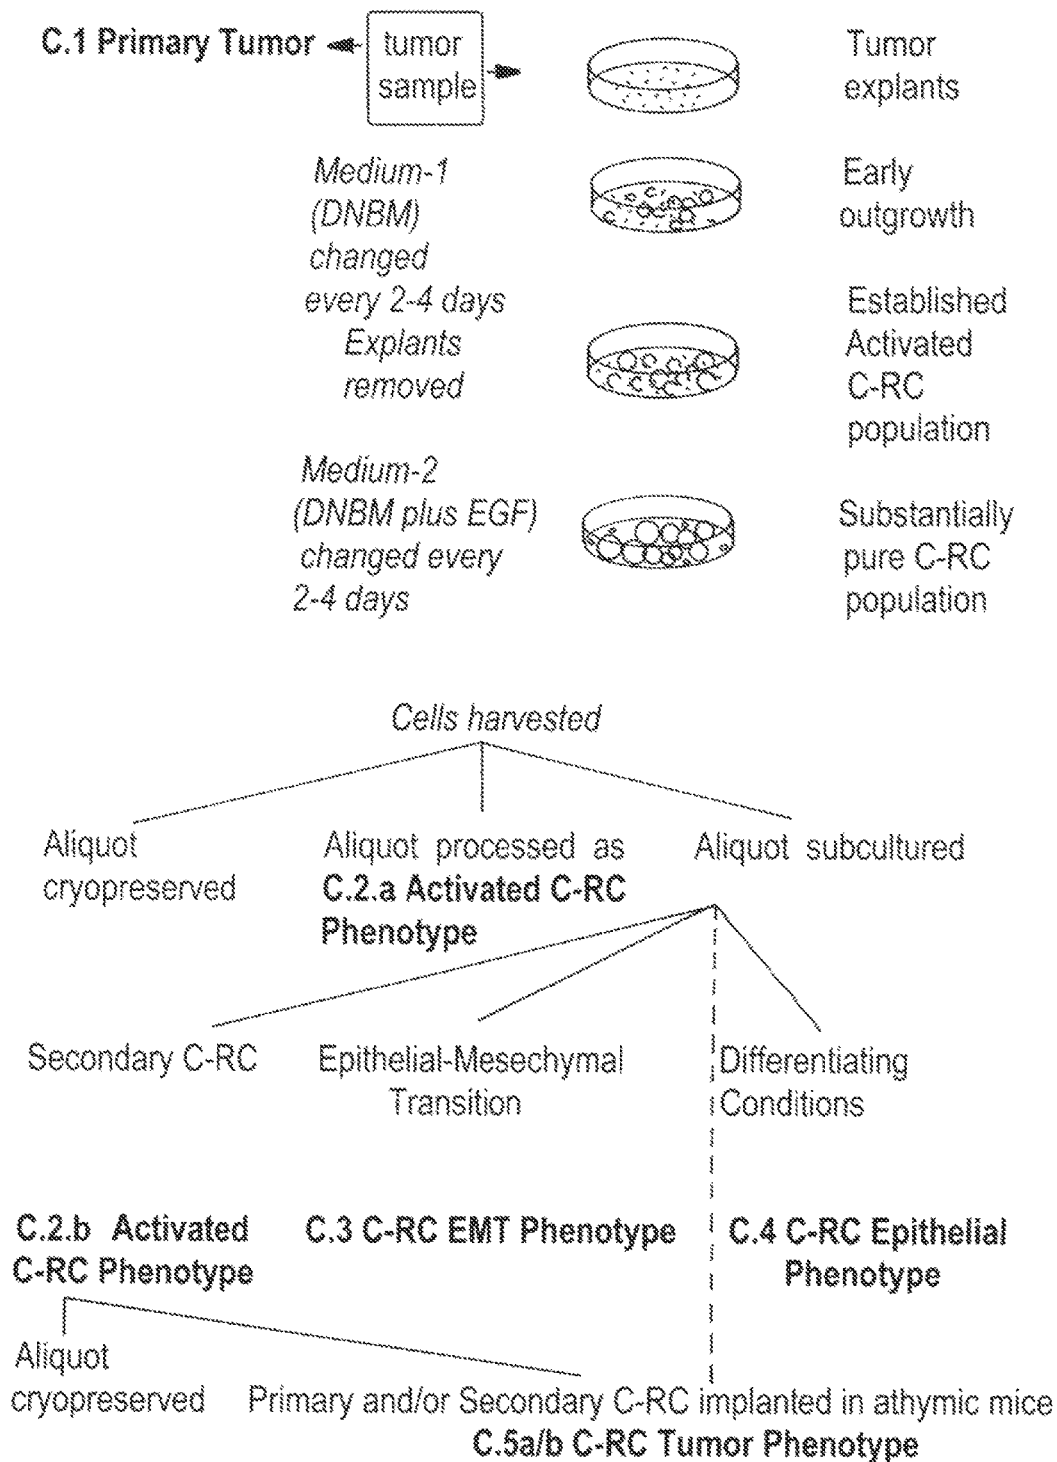 C.1 Primary Tumor
tumor
sample
Tumor
explants
Medium-1
(DNBM)
changed
every 2-4 days
Early
outgrowth
Explants
removed
Established
Activated
C-RC
population
Medium-2
(DNBM plus EGF)
changed every
2-4 days
Substantially
pure C-RC
population
Cells harvested
Aliquot
cryopreserved
Aliquot processed as
C.2.a Activated C-RC
Phenotype
Aliquot subcultured
Secondary C-RC
Epithelial-Mesechymal
Transition
Differentiating
Conditions
C.2.b Activated
C-RC Phenotype
C.3 C-RC EMT Phenotype
C.4 C-RC Epithelial
Phenotype
Aliquot
cryopreserved
Primary and/or Secondary C-RC implanted in athymic mice
C.5a/b C-RC Tumor Phenotype